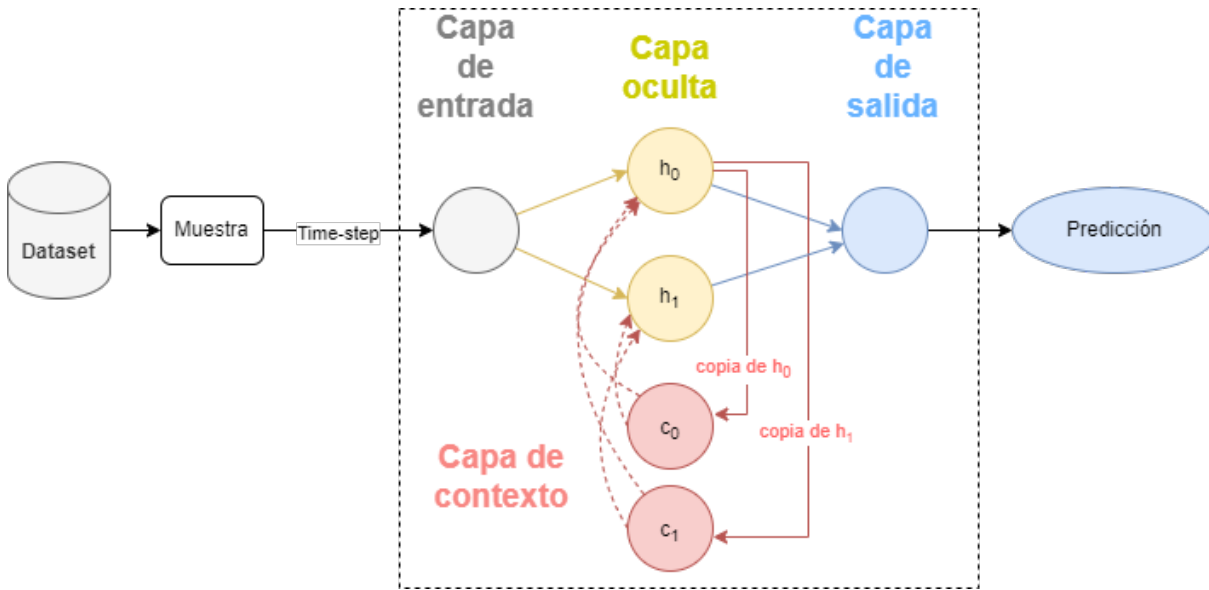 Capa
de
entrada
Capa
oculta
Capa
de
salida
Dataset
Muestra
Time-step
h0
h1
Predicción
copia de h0
copia de h1
c0
c1
Capa de
contexto